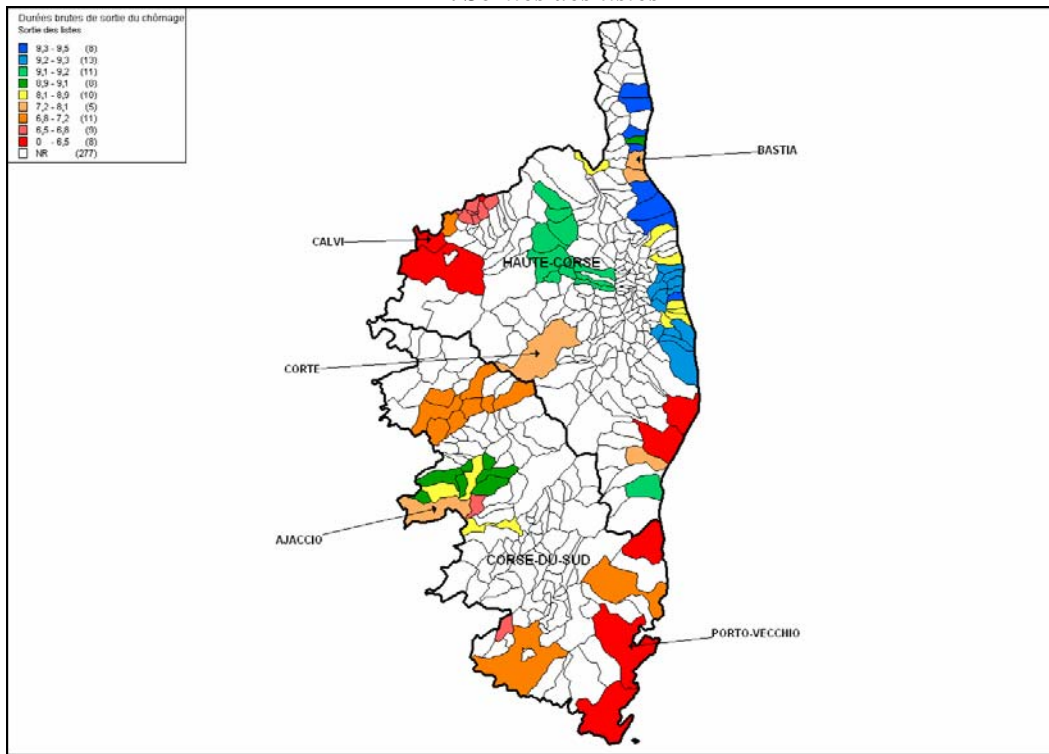 Durées brutes de sortie du chômage
Sortie des listes
9,3 - 9,5 (8)
9,2 - 9,3 (13)
9,1 - 9,2 (11)
8,9 - 9,1 (8)
8,1 - 8,9 (10)
7,2 - 8,1 (5)
6,8 - 7,2 (11)
6,5 - 6,8 (9)
0 - 6,5 (8)
NR (277)
BASTIA
CALVI
HAUTE-CORSE
CORTE
AJACCIO
CORSE-DU-SUD
PORTO-VECCHIO